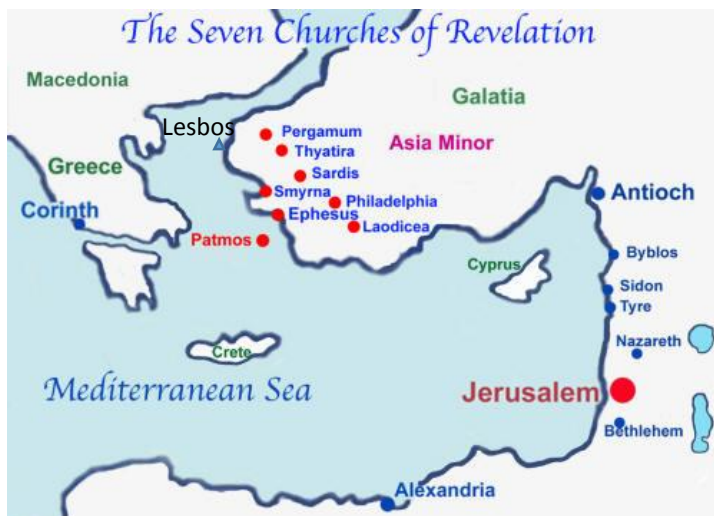 The Seven Churches of Revelation
Macedonia
Galatia
Lesbos
Pergamum
Asia Minor
Thyatira
Greece
Sardis
Smyrna
Antioch
Philadelphia
Corinth
Ephesus
Laodicea
Patmos
Byblos
Cyprus
Sidon
Tyre
Nazareth
Crete
Mediterranean Sea
Jerusalem
Bethlehem
Alexandria